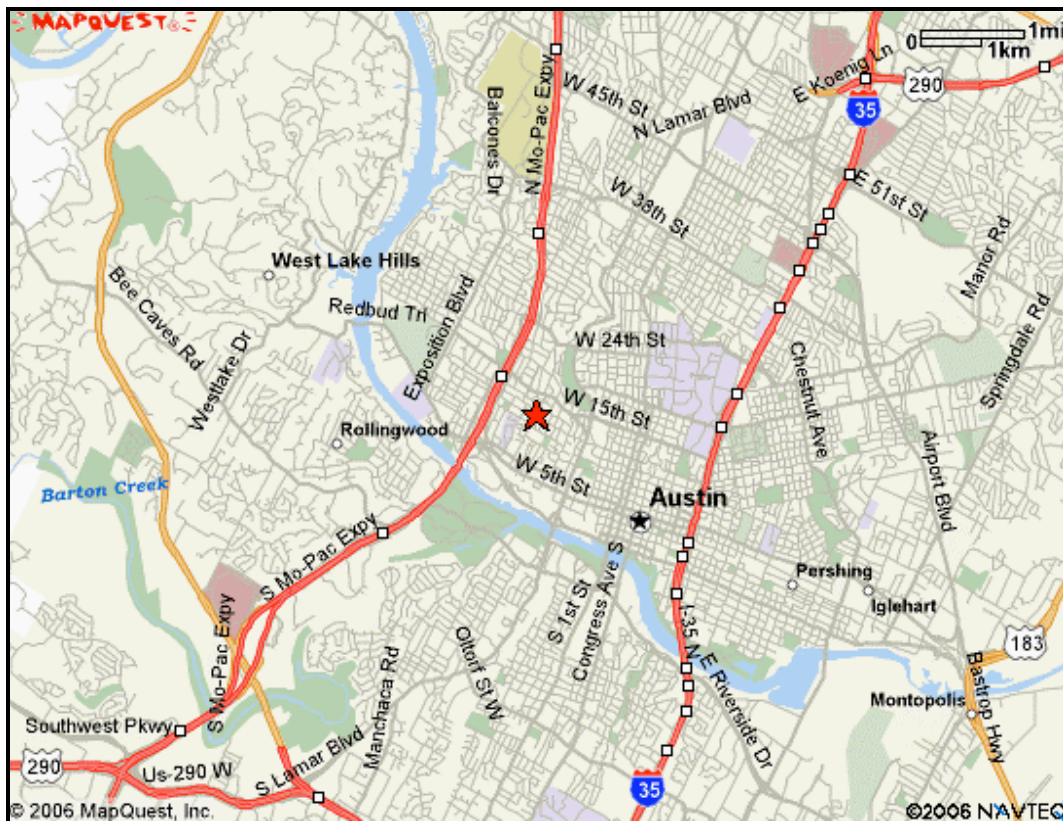 MAPQUEST
0
1mi
1km
E Koenig Ln
290
35
W 45th St
N Lamar Blvd
Balcones Dr
N Mo-Pac Expy
W 38th St
E 51st St
Manor Rd
West Lake Hills
Redbud Trl
Bee Caves Rd
Westlake Dr
Exposition Blvd
W 24th St
Springdale Rd
W 15th St
Chestnut Ave
Rollingwood
W 5th St
Airport Blvd
Barton Creek
Austin
S Mo-Pac Expy
Pershing
Iglehart
S 1st St
Congress Ave S
I-35 N
S Mo-Pac Expy
Oltorf St W
Manchaca Rd
E Riverside Dr
183
Bastrop Hwy
Montopolis
Southwest Pkwy
290
Us-290 W
S Lamar Blvd
35
© 2006 MapQuest, Inc.
©2006 NAVTEQ